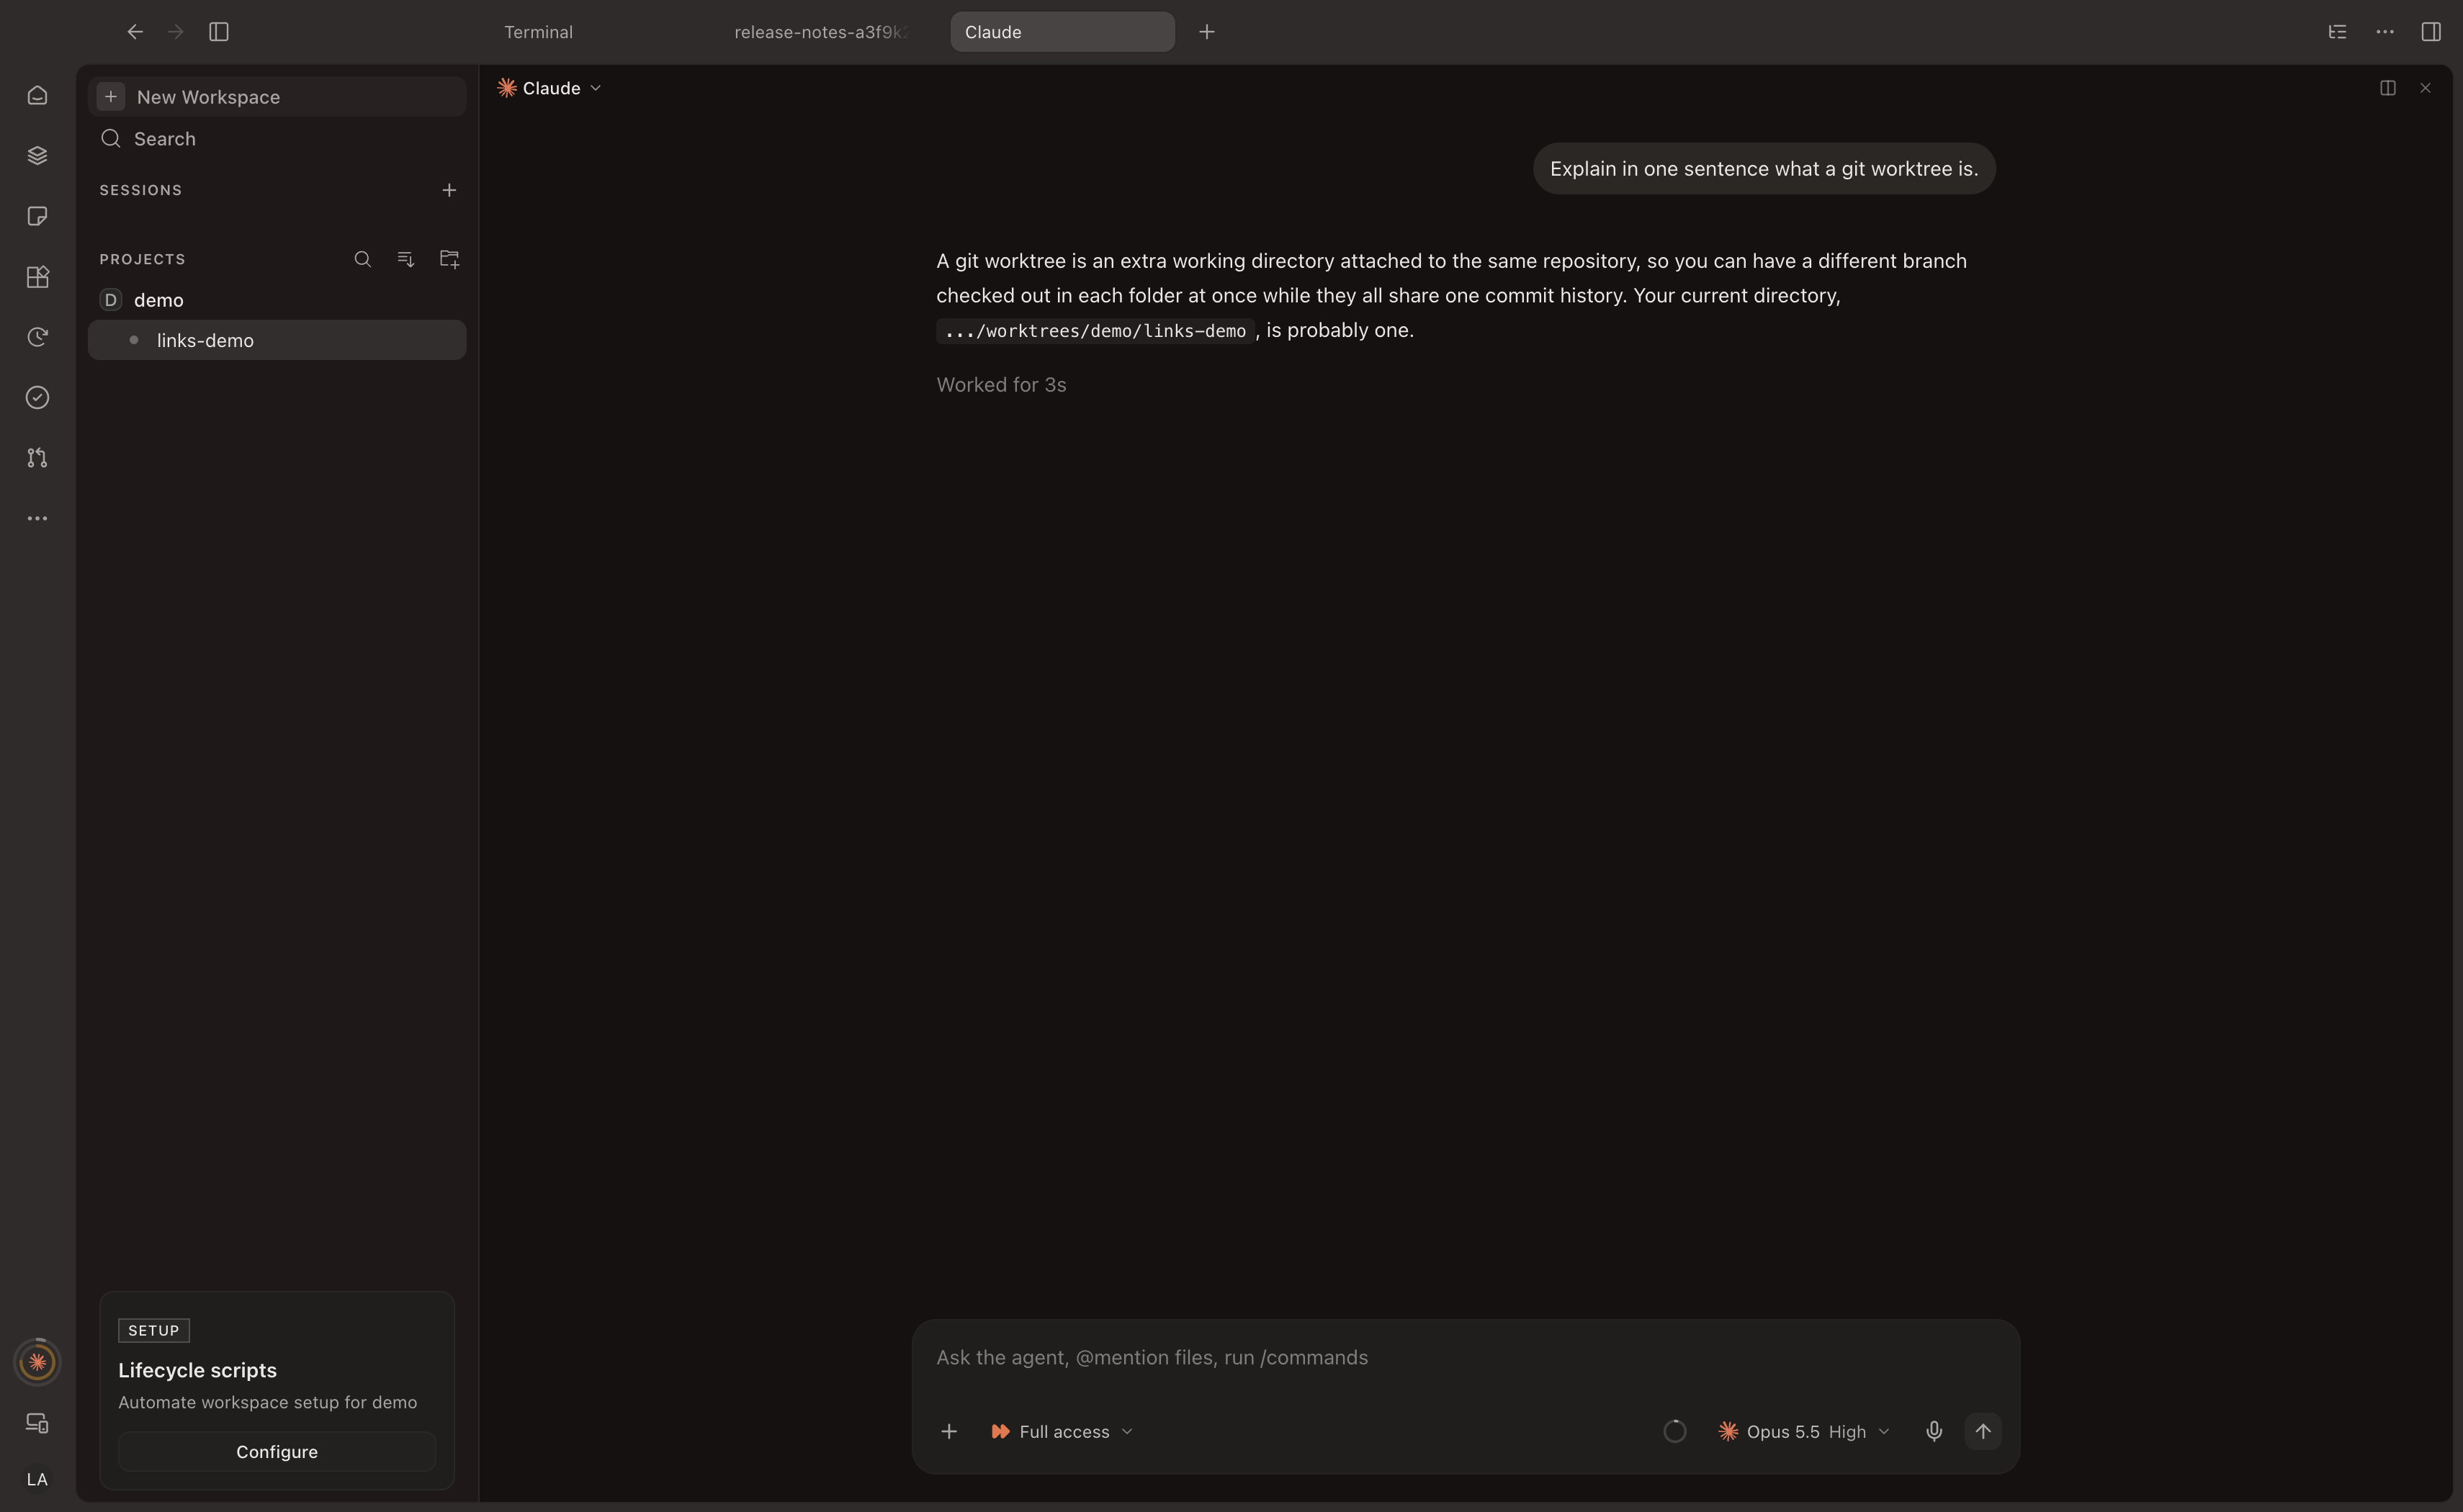 Terminal
release-notes-a3f9k
Claude
New Workspace
Search
SESSIONS
PROJECTS
D demo
links-demo
SETUP
Lifecycle scripts
Automate workspace setup for demo
Configure
LA
Claude
Explain in one sentence what a git worktree is.
A git worktree is an extra working directory attached to the same repository, so you can have a different branch
checked out in each folder at once while they all share one commit history. Your current directory,
.../worktrees/demo/links-demo , is probably one.
Worked for 3s
Ask the agent, @mention files, run /commands
Full access
Opus 5.5 High